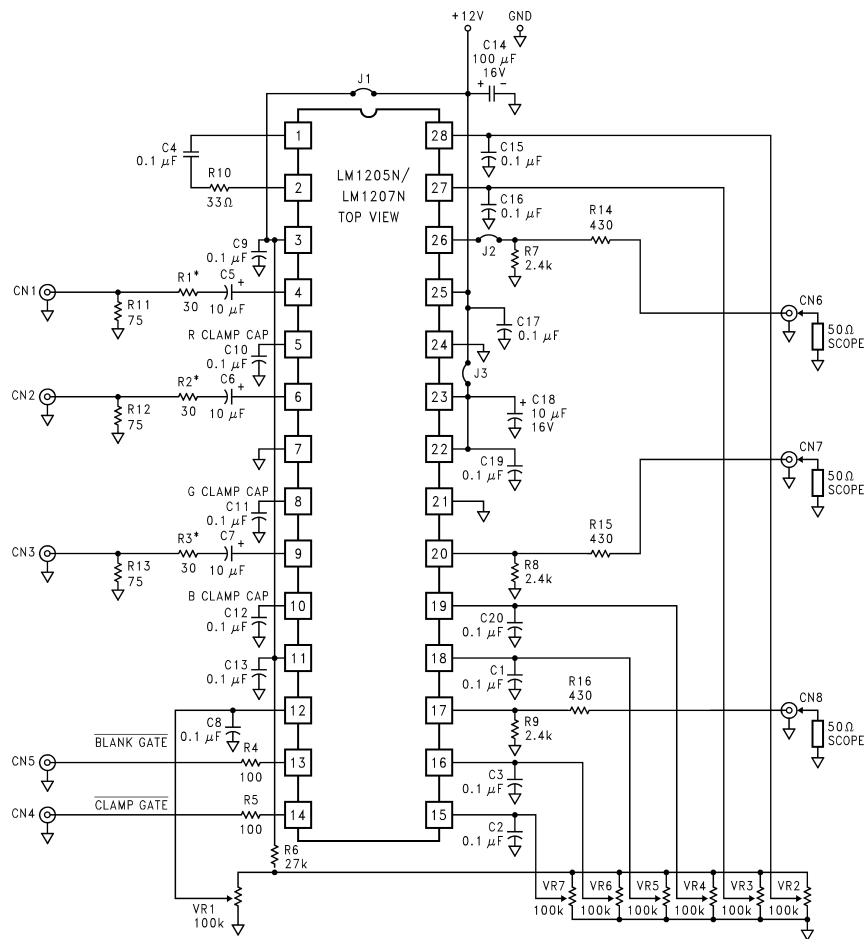 +12V GND
C14
100 μF
16V
+ −
J1
1 28
C4
0.1 μF
C15
0.1 μF
R10
33Ω
LM1205N/
LM1207N
TOP VIEW
2 27
C16
0.1 μF
R14
430
C9
0.1 μF
3 26
J2
R7
2.4k
CN1
R1*
30
C5
+
10 μF
R11
75
4 25
CN6
50Ω
SCOPE
C17
0.1 μF
R CLAMP CAP
C10
0.1 μF
5 24
J3
CN2
R2*
30
C6
+
10 μF
R12
75
6 23
+
C18
10 μF
16V
7 22
C19
0.1 μF
CN7
50Ω
SCOPE
G CLAMP CAP
C11
0.1 μF
8 21
CN3
R3*
30
C7
+
10 μF
R13
75
9 20
R15
430
R8
2.4k
B CLAMP CAP
C12
0.1 μF
10 19
C20
0.1 μF
C13
0.1 μF
11 18
C1
0.1 μF
R16
430
C8
0.1 μF
12 17
R9
2.4k
CN8
50Ω
SCOPE
BLANK GATE
CN5
R4
100
13 16
C3
0.1 μF
CLAMP GATE
CN4
R5
100
14 15
C2
0.1 μF
R6
27k
VR1
100k
VR7
100k
VR6
100k
VR5
100k
VR4
100k
VR3
100k
VR2
100k